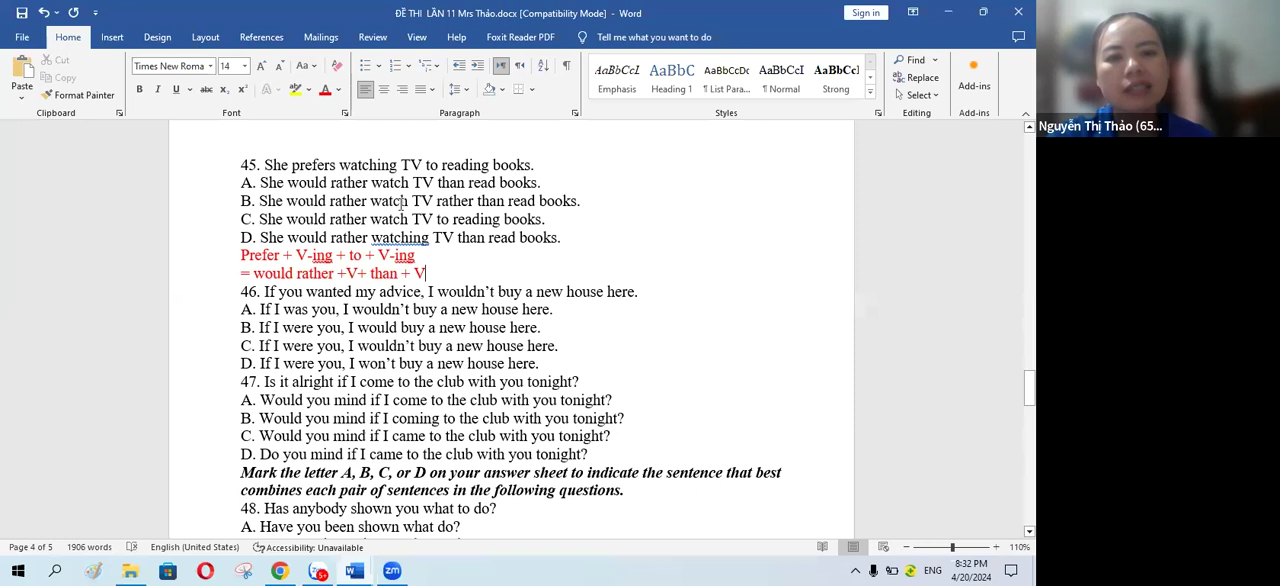 ĐỀ THI LẦN 11 Mrs Thảo.docx [Compatibility Mode] - Word
Sign in
File Home Insert Design Layout References Mailings Review View Help Foxit Reader PDF Tell me what you want to do
Paste
Cut
Copy
Format Painter
Clipboard
Times New Roma 14
Font
Paragraph
AaBbCcL AaBbC AaBbCcDc AaBbCcI AaBbCcI
Emphasis Heading 1 ¶ List Para... ¶ Normal Strong
Styles
Find
Replace
Select
Editing
Add-ins
Add-ins
Nguyễn Thị Thảo (65...
45. She prefers watching TV to reading books.
A. She would rather watch TV than read books.
B. She would rather watch TV rather than read books.
C. She would rather watch TV to reading books.
D. She would rather watching TV than read books.
Prefer + V-ing + to + V-ing
= would rather +V+ than + V
46. If you wanted my advice, I wouldn’t buy a new house here.
A. If I was you, I wouldn’t buy a new house here.
B. If I were you, I would buy a new house here.
C. If I were you, I wouldn’t buy a new house here.
D. If I were you, I won’t buy a new house here.
47. Is it alright if I come to the club with you tonight?
A. Would you mind if I come to the club with you tonight?
B. Would you mind if I coming to the club with you tonight?
C. Would you mind if I came to the club with you tonight?
D. Do you mind if I came to the club with you tonight?
Mark the letter A, B, C, or D on your answer sheet to indicate the sentence that best
combines each pair of sentences in the following questions.
48. Has anybody shown you what to do?
A. Have you been shown what do?
Page 4 of 5 1906 words English (United States) Accessibility: Unavailable 110%
ENG
8:32 PM
4/20/2024